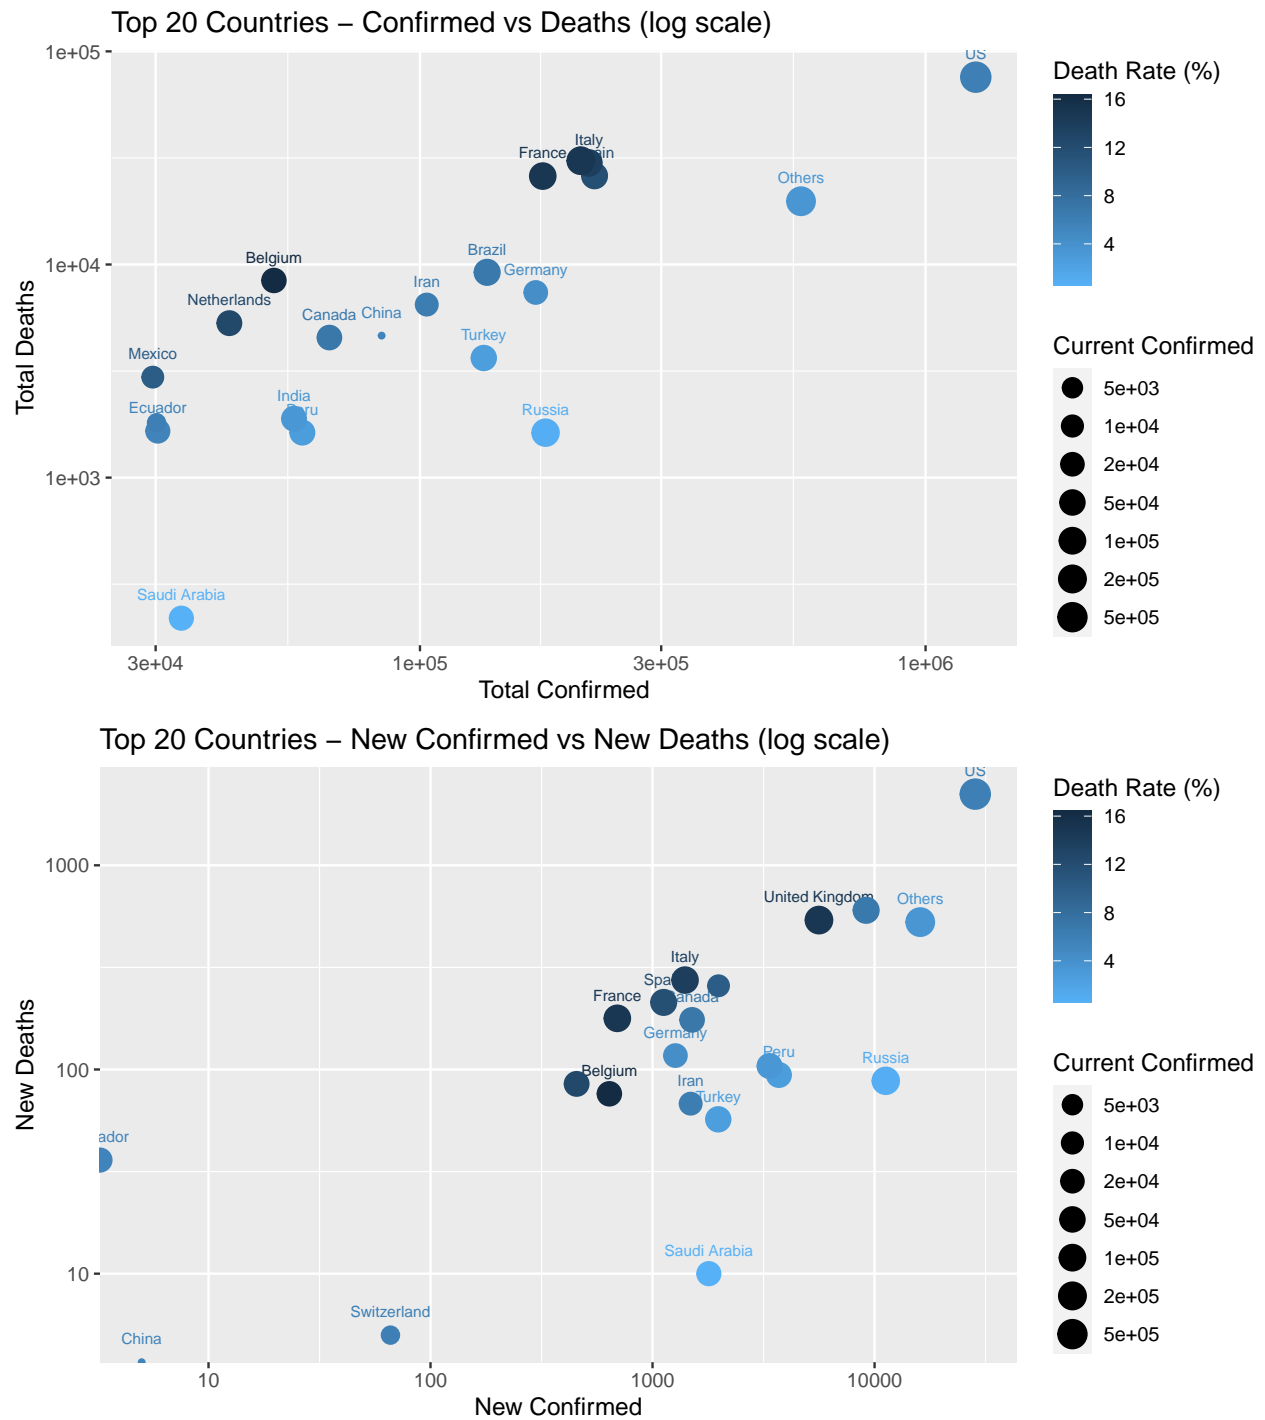 Top 20 Countries – Confirmed vs Deaths (log scale)
Total Deaths
1e+05
1e+04
1e+03
US
Italy
France
Others
Brazil
Belgium
Germany
Iran
Netherlands
Canada
China
Turkey
Mexico
India
Ecuador
Peru
Russia
Saudi Arabia
3e+04
1e+05
3e+05
1e+06
Total Confirmed
Death Rate (%)
16
12
8
4
Current Confirmed
5e+03
1e+04
2e+04
5e+04
1e+05
2e+05
5e+05
Top 20 Countries – New Confirmed vs New Deaths (log scale)
New Deaths
1000
100
10
US
United Kingdom
Others
Italy
Spa
France
anada
Germany
Peru
Russia
Belgium
Iran
Turkey
ador
Saudi Arabia
Switzerland
China
10
100
1000
10000
New Confirmed
Death Rate (%)
16
12
8
4
Current Confirmed
5e+03
1e+04
2e+04
5e+04
1e+05
2e+05
5e+05